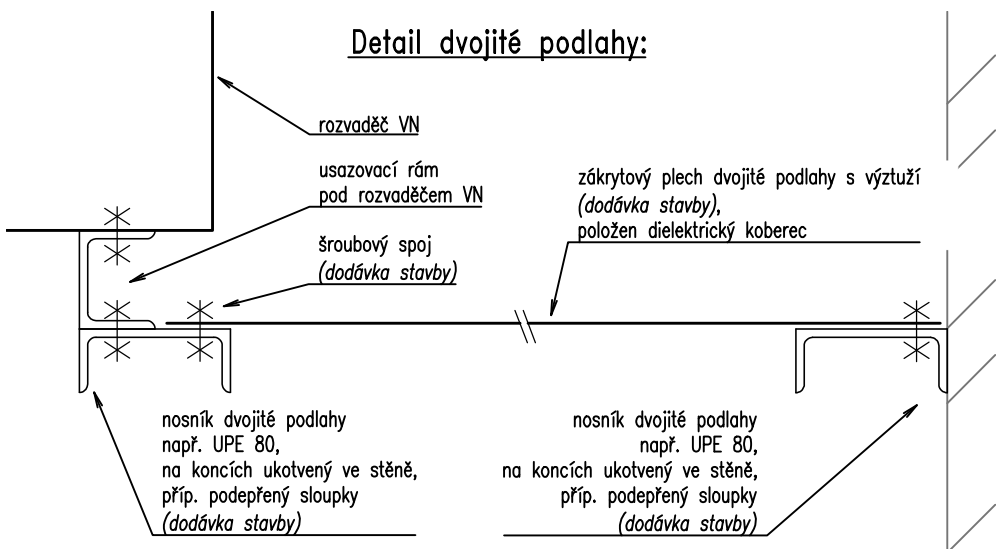 Detail dvojité podlahy:
rozvaděč VN
usazovací rám
pod rozvaděčem VN
šroubový spoj
(dodávka stavby)
zákrytový plech dvojité podlahy s výztuží
(dodávka stavby),
položen dielektrický koberec
nosník dvojité podlahy
např. UPE 80,
na koncích ukotvený ve stěně,
příp. podepřený sloupky
(dodávka stavby)
nosník dvojité podlahy
např. UPE 80,
na koncích ukotvený ve stěně,
příp. podepřený sloupky
(dodávka stavby)